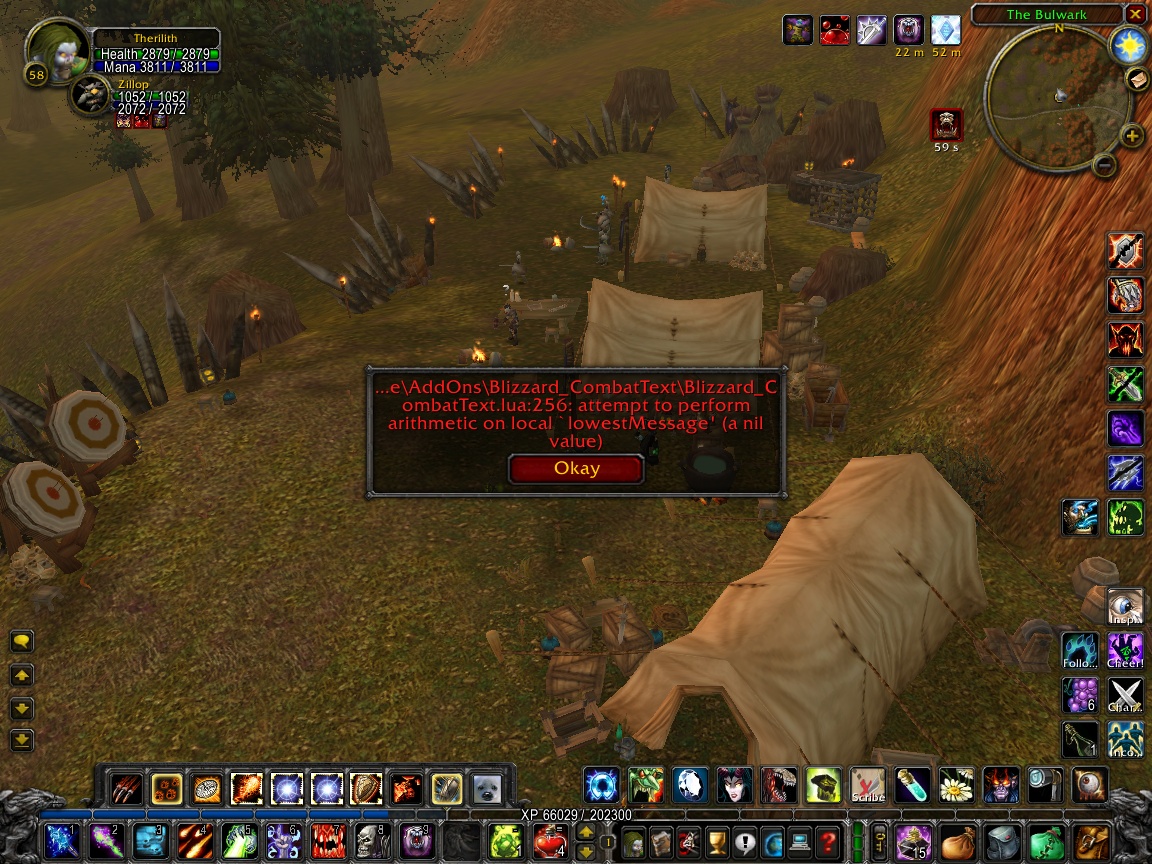 The Bulwark
N
Therilith
Health 2879 / 2879
Mana 3811 / 3811
58
Zillop
1052 / 1052
2072 / 2072
22 m 52 m
59 s
...e\AddOns\Blizzard_CombatText\Blizzard_C
ombatText.lua:256: attempt to perform
arithmetic on local `lowestMessage' (a nil
value)
Okay
Follo... Cheer!
6 Char...
1
Scribe
XP 66029 / 202300
1 2 3 4 5 6 7 8 9 = 4 1 15